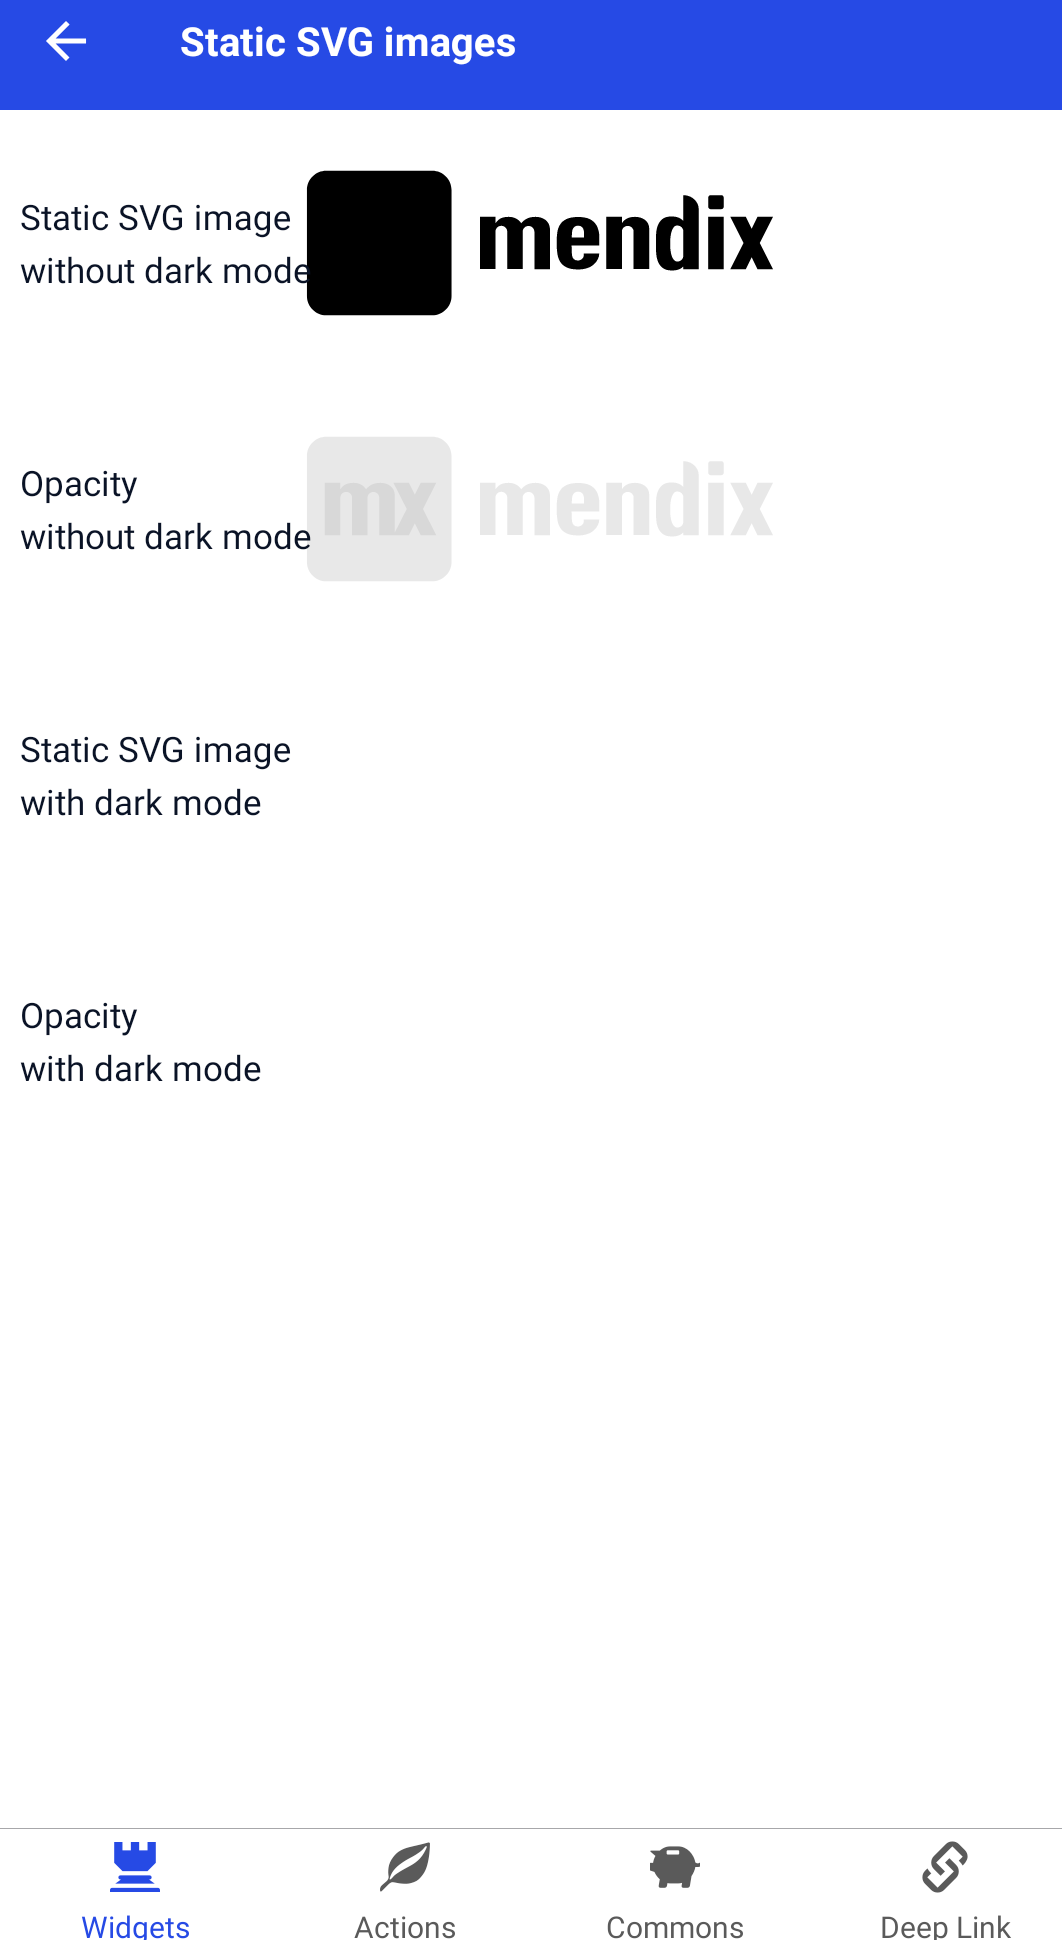 Static SVG images
Static SVG image
without dark mode
mendix
Opacity
without dark mode
mx mendix
Static SVG image
with dark mode
Opacity
with dark mode
Widgets
Actions
Commons
Deep Link